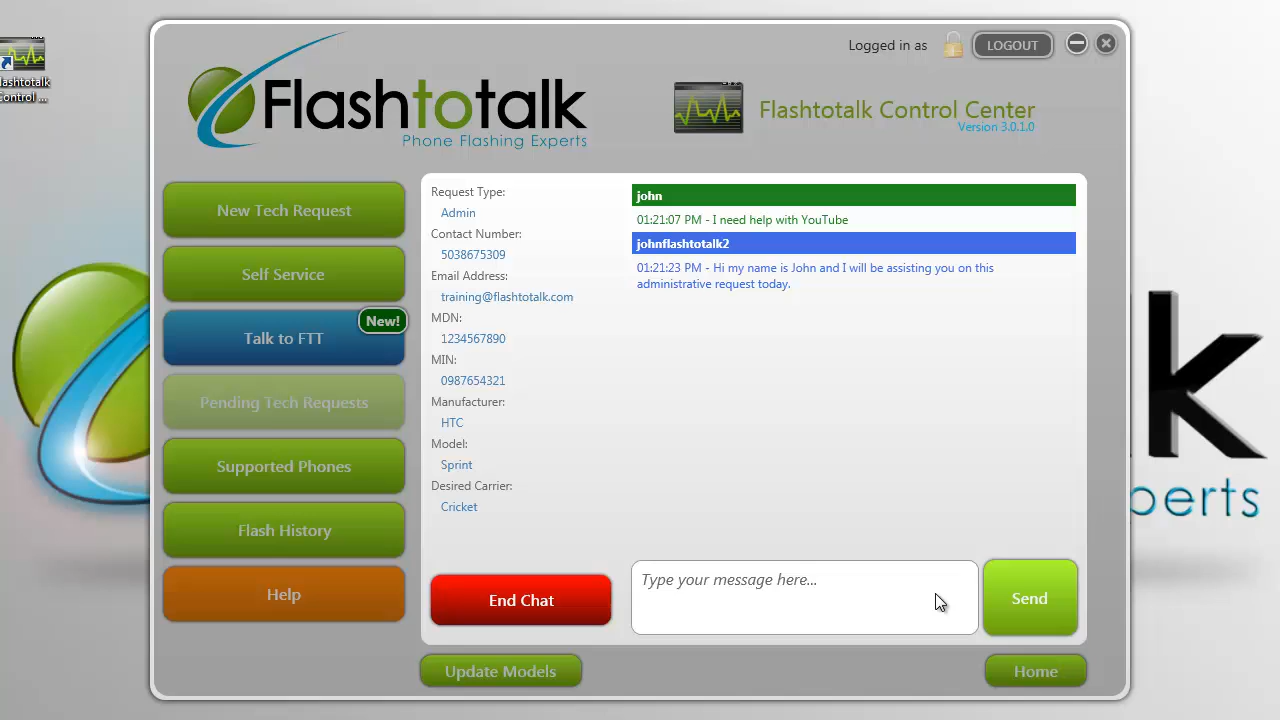 Logged in as
LOGOUT
Flashtotalk
Phone Flashing Experts
Flashtotalk Control Center
Version 3.0.1.0
Control ...
New Tech Request
Self Service
Talk to FTT
New!
Pending Tech Requests
Supported Phones
Flash History
Help
Request Type:
Admin
Contact Number:
5038675309
Email Address:
training@flashtotalk.com
MDN:
1234567890
MIN:
0987654321
Manufacturer:
HTC
Model:
Sprint
Desired Carrier:
Cricket
john
01:21:07 PM - I need help with YouTube
johnflashtotalk2
01:21:23 PM - Hi my name is John and I will be assisting you on this
administrative request today.
End Chat
Type your message here...
Send
Update Models
Home